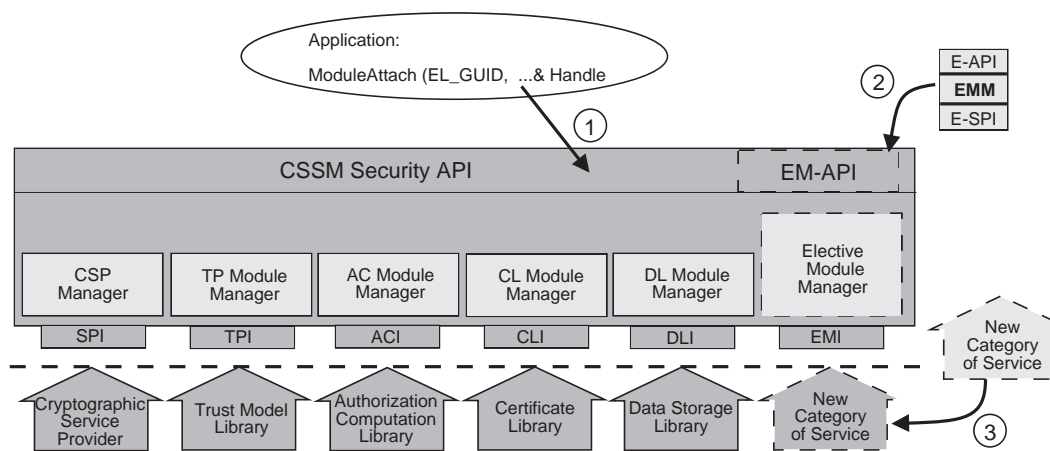 Application:
ModuleAttach (EL_GUID, ...& Handle
1
2
E-API
EMM
E-SPI
CSSM Security API
EM-API
CSP
Manager
TP Module
Manager
AC Module
Manager
CL Module
Manager
DL Module
Manager
Elective
Module
Manager
SPI
TPI
ACI
CLI
DLI
EMI
New
Category
of Service
Cryptographic
Service
Provider
Trust Model
Library
Authorization
Computation
Library
Certificate
Library
Data Storage
Library
New
Category
of Service
3